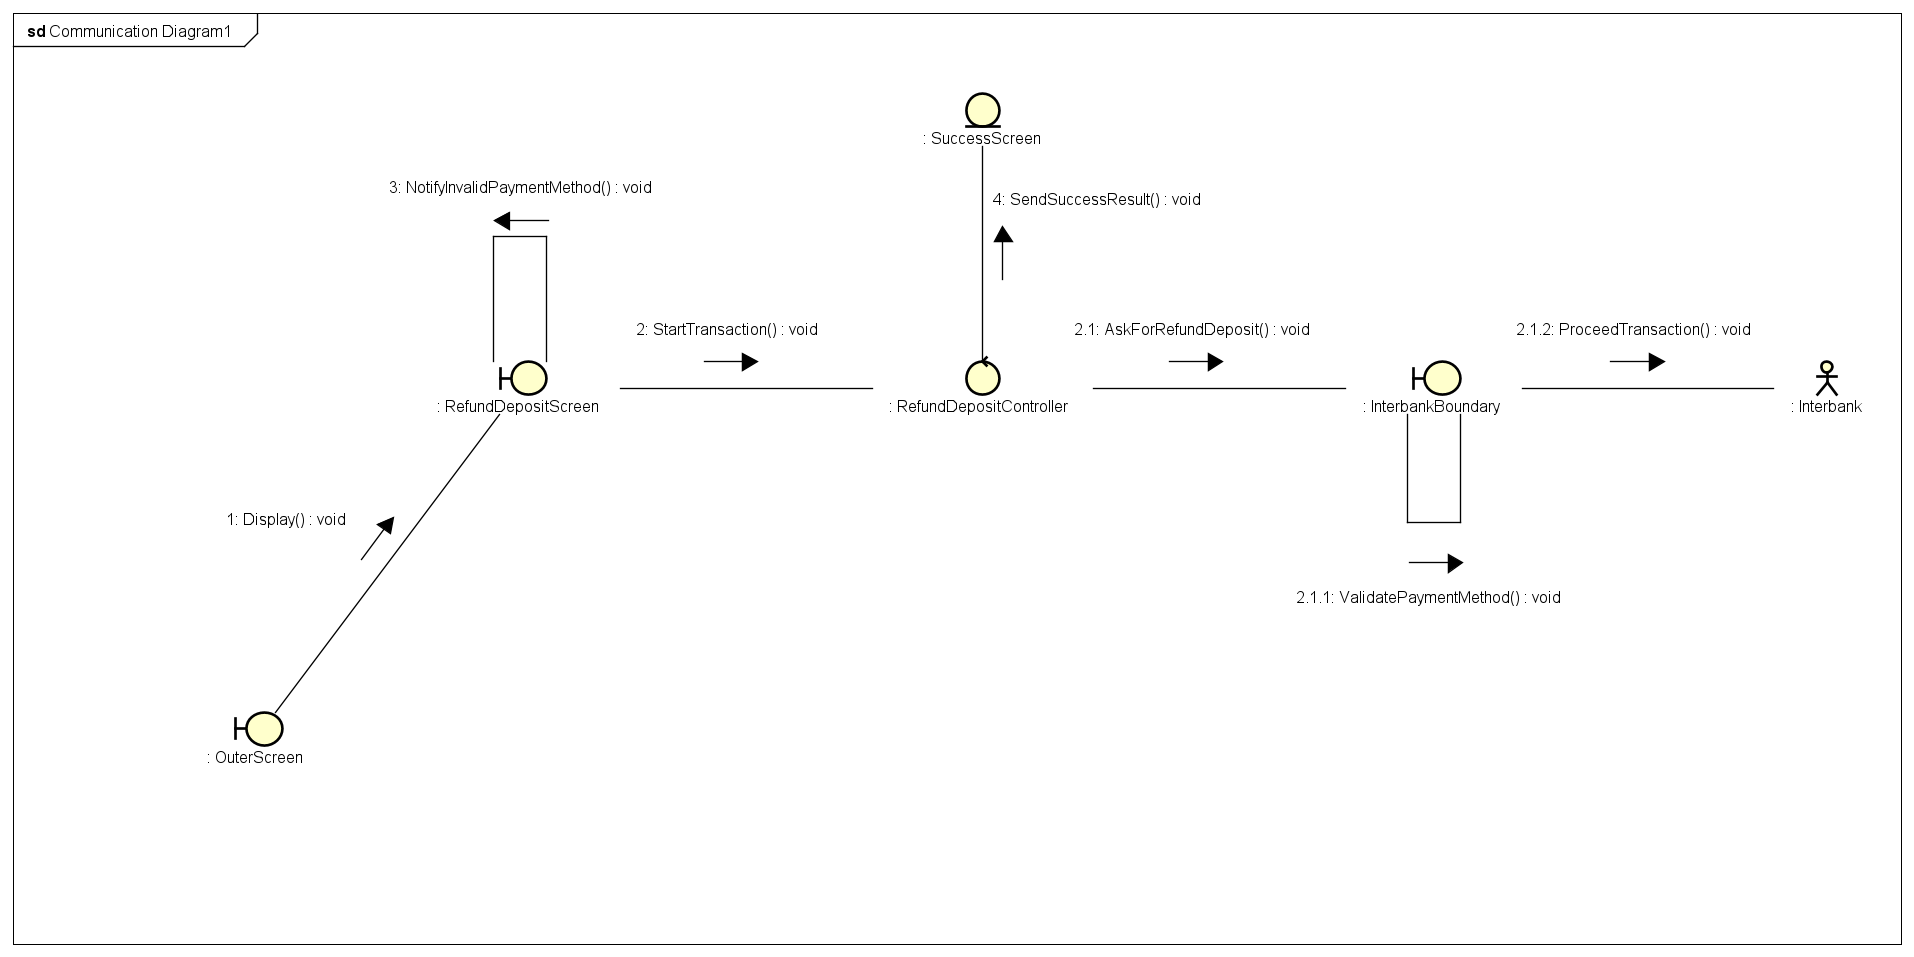 sd Communication Diagram1
: SuccessScreen
3: NotifyInvalidPaymentMethod() : void
4: SendSuccessResult() : void
2: StartTransaction() : void
2.1: AskForRefundDeposit() : void
2.1.2: ProceedTransaction() : void
: RefundDepositScreen
: RefundDepositController
: InterbankBoundary
: Interbank
1: Display() : void
2.1.1: ValidatePaymentMethod() : void
: OuterScreen